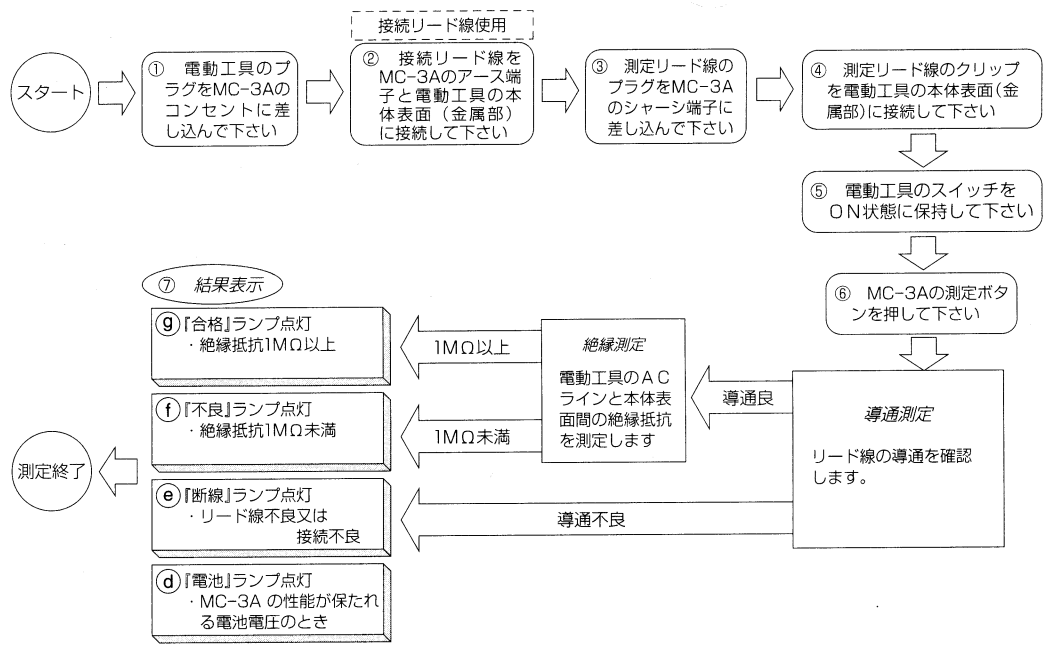 スタート
① 電動工具のプ
ラグをMC-3Aの
コンセントに差
し込んで下さい
接続リード線使用
② 接続リード線を
MC-3Aのアース端
子と電動工具の本
体表面（金属部）
に接続して下さい
③ 測定リード線の
プラグをMC-3A
のシャーシ端子に
差し込んで下さい
④ 測定リード線のクリップ
を電動工具の本体表面(金
属部)に接続して下さい
⑤ 電動工具のスイッチを
ON状態に保持して下さい
⑥ MC-3Aの測定ボタ
ンを押して下さい
導通測定
リード線の導通を確認
します。
導通良
導通不良
絶縁測定
電動工具のAC
ラインと本体表
面間の絶縁抵抗
を測定します
1MΩ以上
1MΩ未満
⑦ 結果表示
ⓖ『合格』ランプ点灯
・絶縁抵抗1MΩ以上
ⓕ『不良』ランプ点灯
・絶縁抵抗1MΩ未満
ⓔ『断線』ランプ点灯
・リード線不良又は
接続不良
ⓓ『電池』ランプ点灯
・MC-3A の性能が保たれ
る電池電圧のとき
測定終了